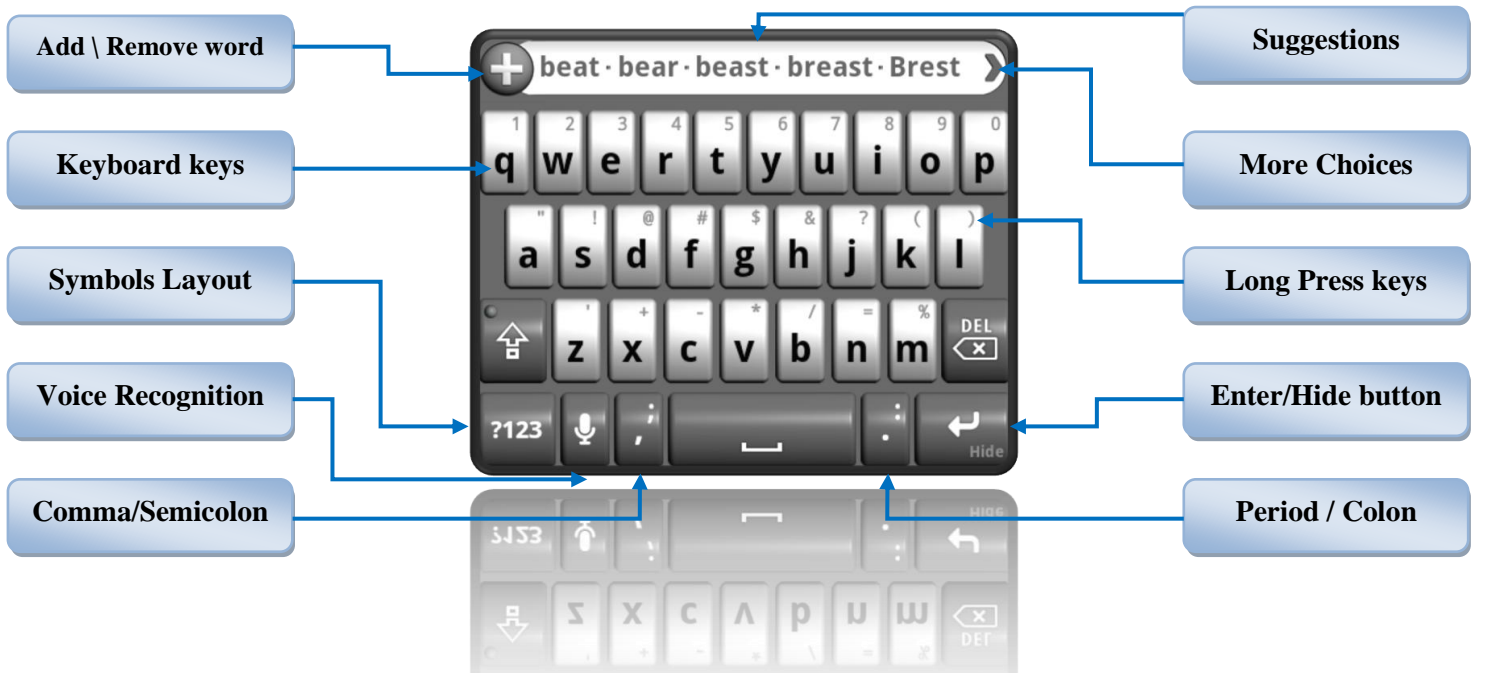 Add \ Remove word
Keyboard keys
Symbols Layout
Voice Recognition
Comma/Semicolon
beat · bear · beast · breast · Brest
1 2 3 4 5 6 7 8 9 0
q w e r t y u i o p
" ! @ # $ & ? ( )
a s d f g h j k l
' + - * / = %
z x c v b n m DEL
?123 , ; . : Hide
Suggestions
More Choices
Long Press keys
Enter/Hide button
Period / Colon